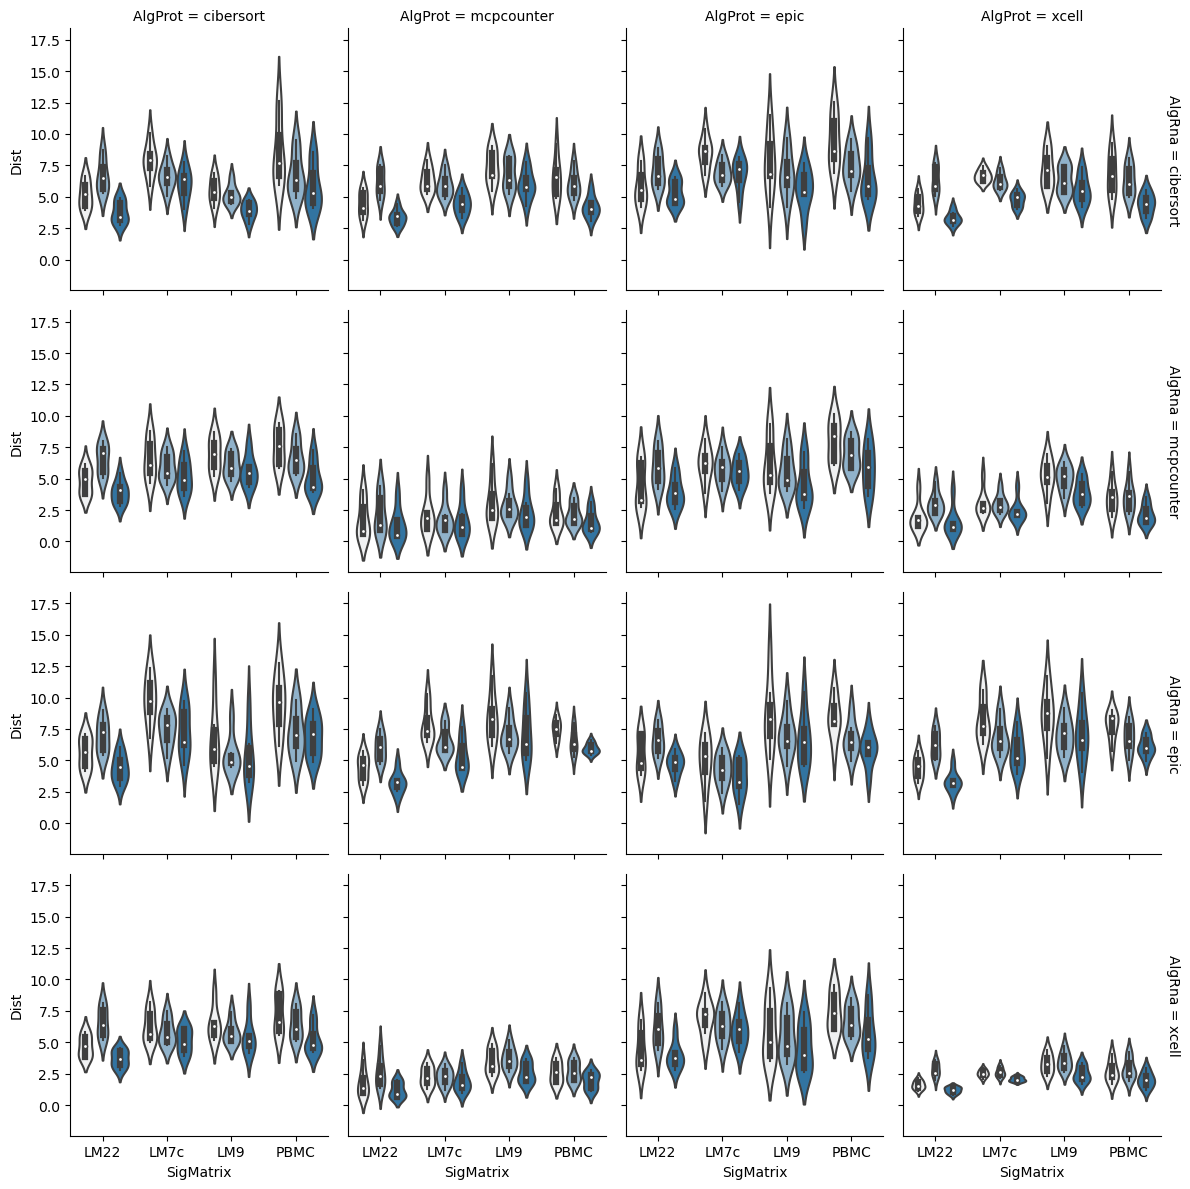 AlgProt = cibersort
AlgProt = mcpcounter
AlgProt = epic
AlgProt = xcell
17.5
15.0
12.5
10.0
7.5
5.0
2.5
0.0
Dist
AlgRna = cibersort
17.5
15.0
12.5
10.0
7.5
5.0
2.5
0.0
Dist
AlgRna = mcpcounter
17.5
15.0
12.5
10.0
7.5
5.0
2.5
0.0
Dist
AlgRna = epic
17.5
15.0
12.5
10.0
7.5
5.0
2.5
0.0
Dist
AlgRna = xcell
LM22 LM7c LM9 PBMC
SigMatrix
LM22 LM7c LM9 PBMC
SigMatrix
LM22 LM7c LM9 PBMC
SigMatrix
LM22 LM7c LM9 PBMC
SigMatrix